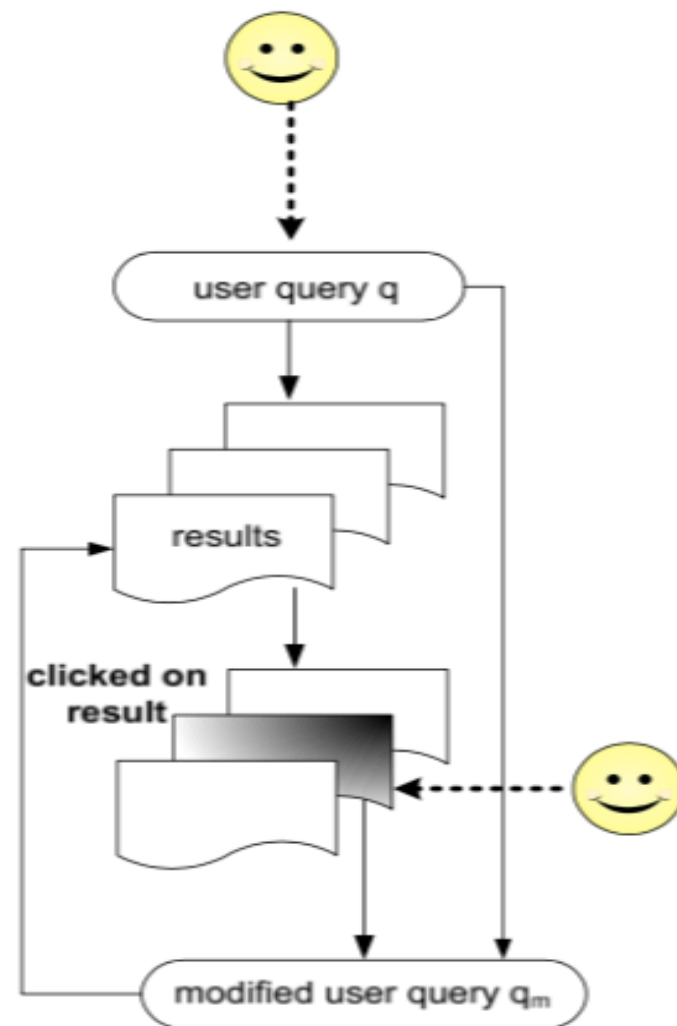 user query q
results
clicked on
result
modified user query qₘ